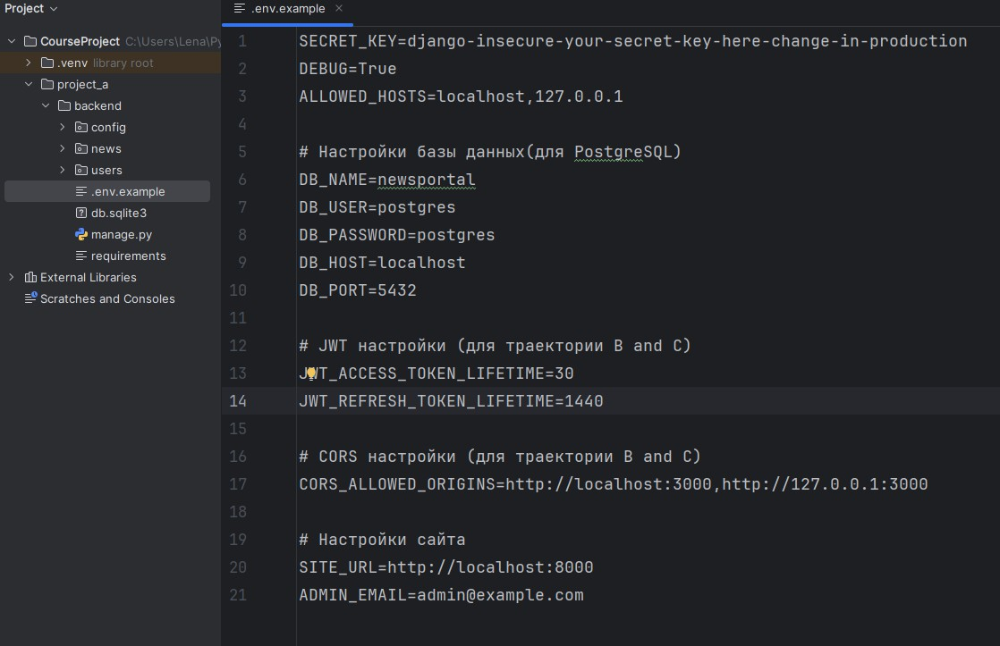 Project
CourseProject C:\Users\Lena\Py
.venv library root
project_a
backend
config
news
users
.env.example
db.sqlite3
manage.py
requirements
External Libraries
Scratches and Consoles
.env.example
1 SECRET_KEY=django-insecure-your-secret-key-here-change-in-production
2 DEBUG=True
3 ALLOWED_HOSTS=localhost,127.0.0.1
4
5 # Настройки базы данных(для PostgreSQL)
6 DB_NAME=newsportal
7 DB_USER=postgres
8 DB_PASSWORD=postgres
9 DB_HOST=localhost
10 DB_PORT=5432
11
12 # JWT настройки (для траектории B and C)
13 JWT_ACCESS_TOKEN_LIFETIME=30
14 JWT_REFRESH_TOKEN_LIFETIME=1440
15
16 # CORS настройки (для траектории B and C)
17 CORS_ALLOWED_ORIGINS=http://localhost:3000,http://127.0.0.1:3000
18
19 # Настройки сайта
20 SITE_URL=http://localhost:8000
21 ADMIN_EMAIL=admin@example.com